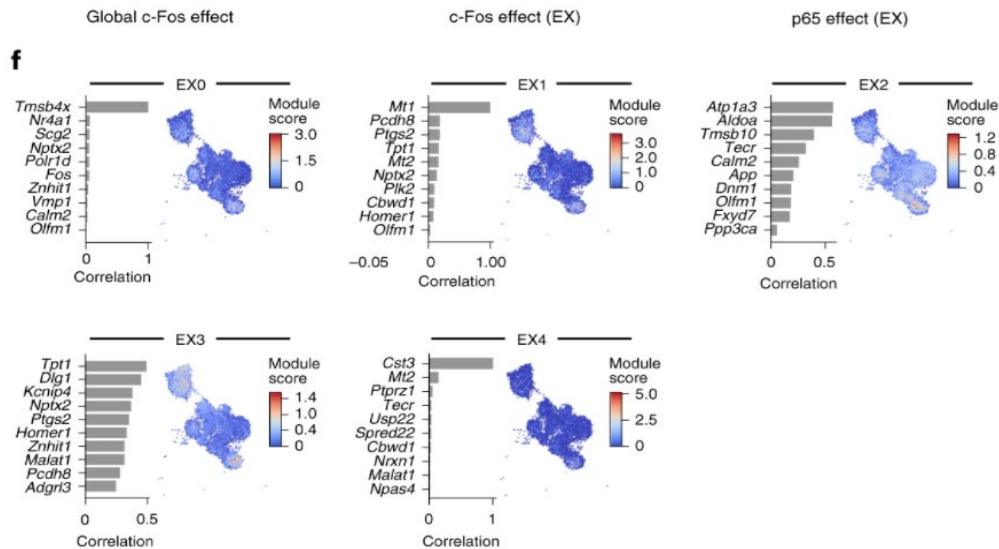 Global c-Fos effect
c-Fos effect (EX)
p65 effect (EX)
f
EX0
Tmsb4x
Nr4a1
Scg2
Nptx2
Polr1d
Fos
Znhit1
Vmp1
Calm2
Olfm1
0 1
Correlation
Module
score
3.0
1.5
0
EX1
Mt1
Pcdh8
Ptgs2
Tpt1
Mt2
Nptx2
Plk2
Cbwd1
Homer1
Olfm1
−0.05 0 1.00
Correlation
Module
score
3.0
2.0
1.0
0
EX2
Atp1a3
Aldoa
Tmsb10
Tecr
Calm2
App
Dnm1
Olfm1
Fxyd7
Ppp3ca
0 0.5
Correlation
Module
score
1.2
0.8
0.4
0
EX3
Tpt1
Dlg1
Kcnip4
Nptx2
Ptgs2
Homer1
Znhit1
Malat1
Pcdh8
Adgrl3
0 0.5
Correlation
Module
score
1.4
1.0
0.4
0
EX4
Cst3
Mt2
Ptprz1
Tecr
Usp22
Spred22
Cbwd1
Nrxn1
Malat1
Npas4
0 1
Correlation
Module
score
5.0
2.5
0